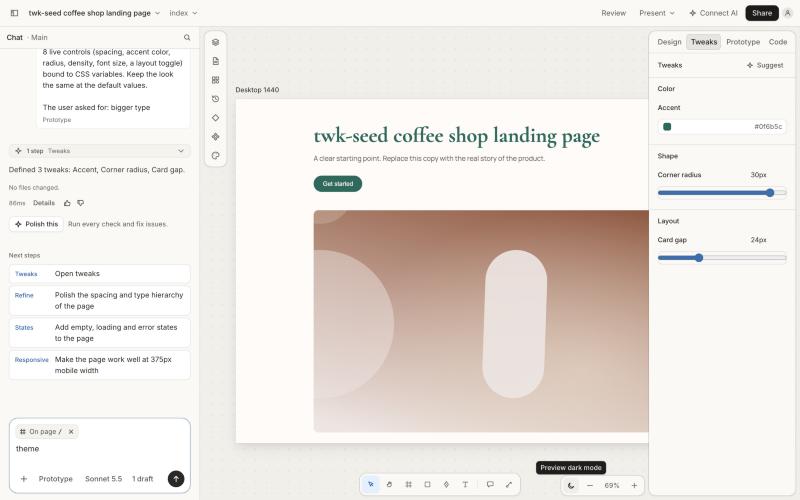 twk-seed coffee shop landing page
index
Review
Present
Connect AI
Share
Chat · Main
8 live controls (spacing, accent color,
radius, density, font size, a layout toggle)
bound to CSS variables. Keep the look
the same at the default values.
The user asked for: bigger type
Prototype
1 step Tweaks
Defined 3 tweaks: Accent, Corner radius, Card gap.
No files changed.
86ms Details
Polish this Run every check and fix issues.
Next steps
Tweaks Open tweaks
Refine Polish the spacing and type hierarchy
of the page
States Add empty, loading and error states
to the page
Responsive Make the page work well at 375px
mobile width
On page /
theme
Prototype Sonnet 5.5 1 draft
Desktop 1440
twk-seed coffee shop landing page
A clear starting point. Replace this copy with the real story of the product.
Get started
Preview dark mode
69%
Design Tweaks Prototype Code
Tweaks Suggest
Color
Accent
#0f6b5c
Shape
Corner radius 30px
Layout
Card gap 24px